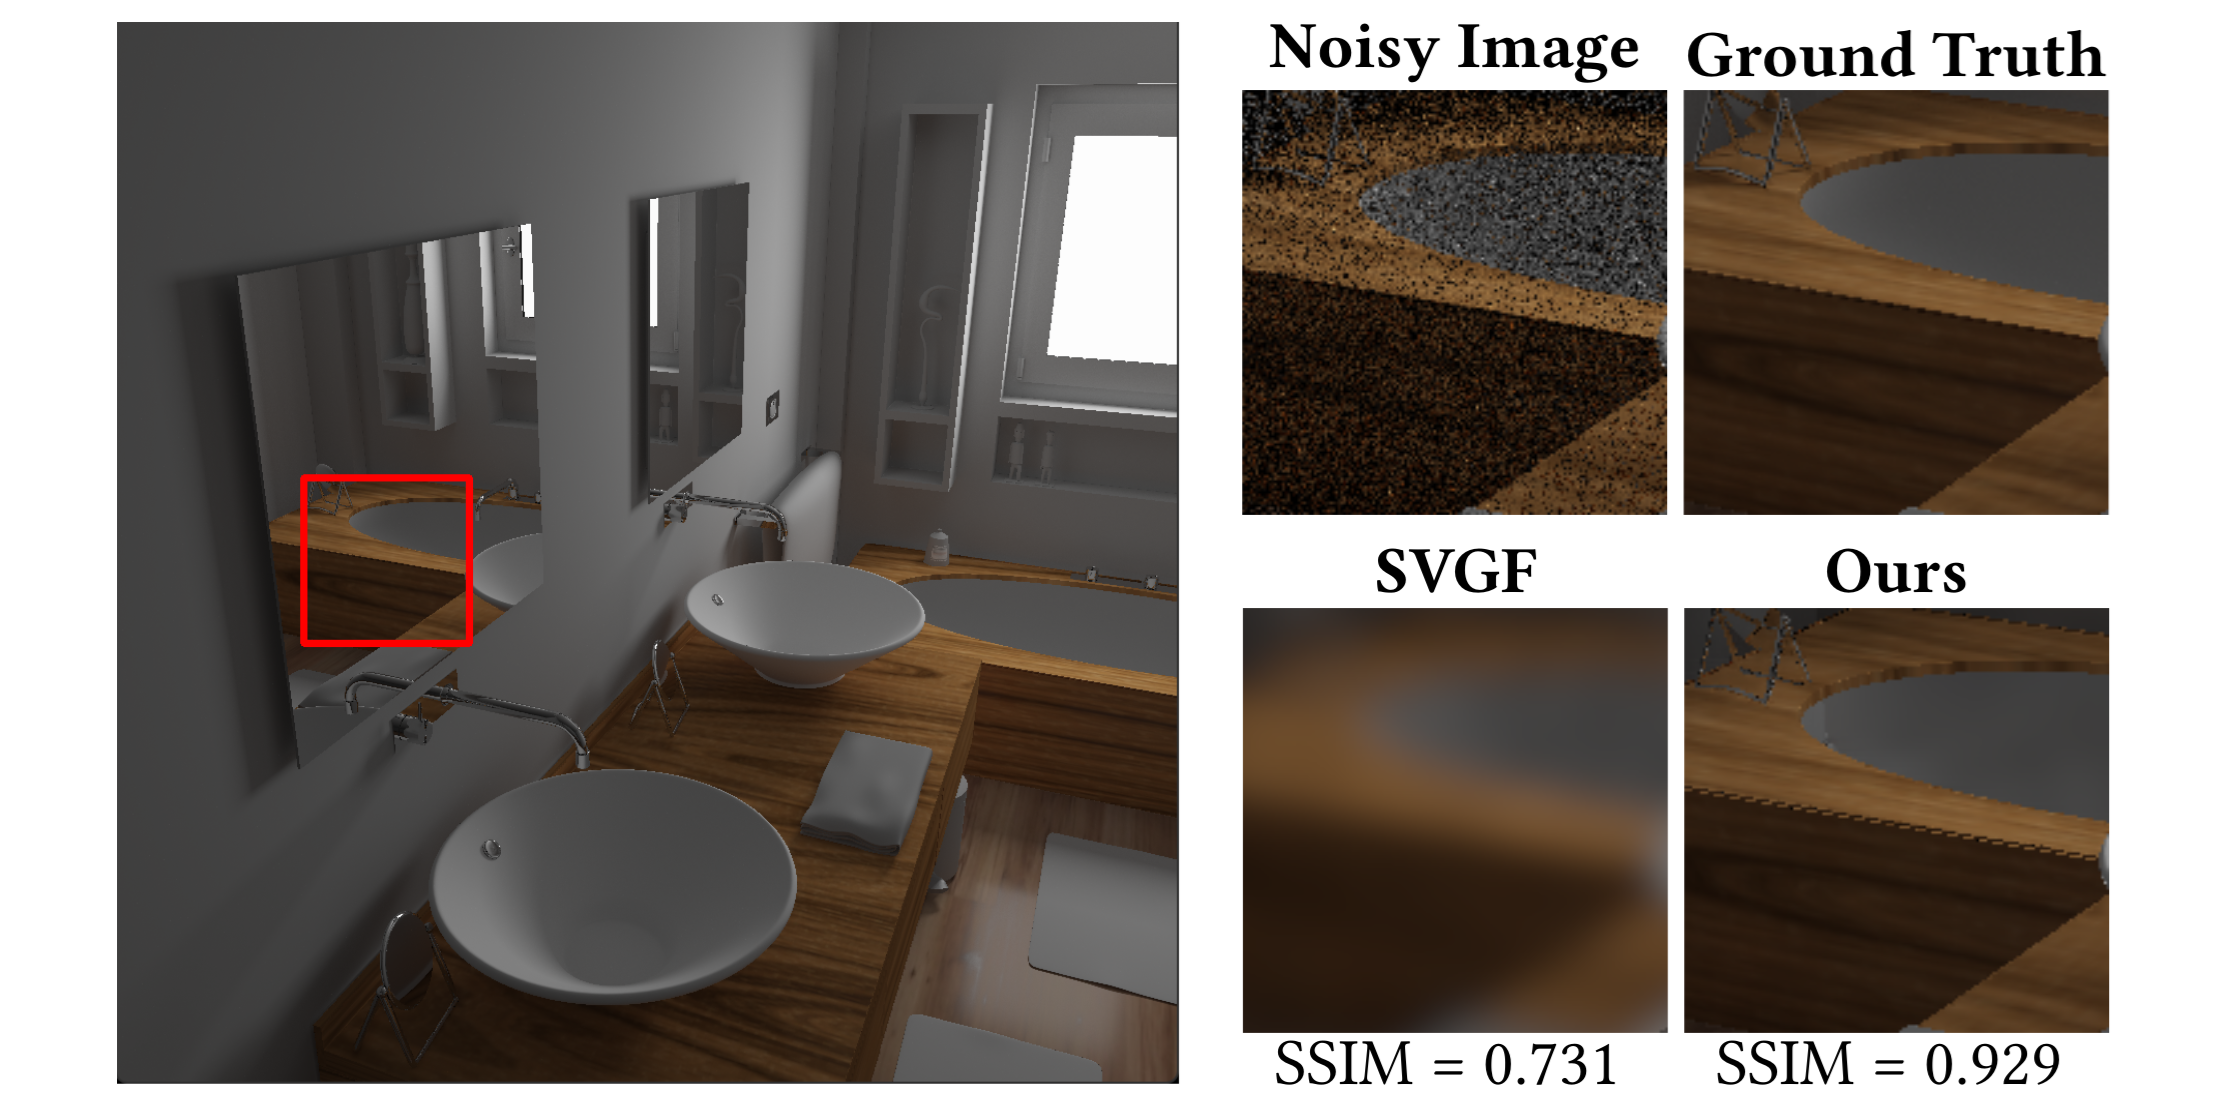 Noisy Image
Ground Truth
SVGF
Ours
SSIM = 0.731
SSIM = 0.929